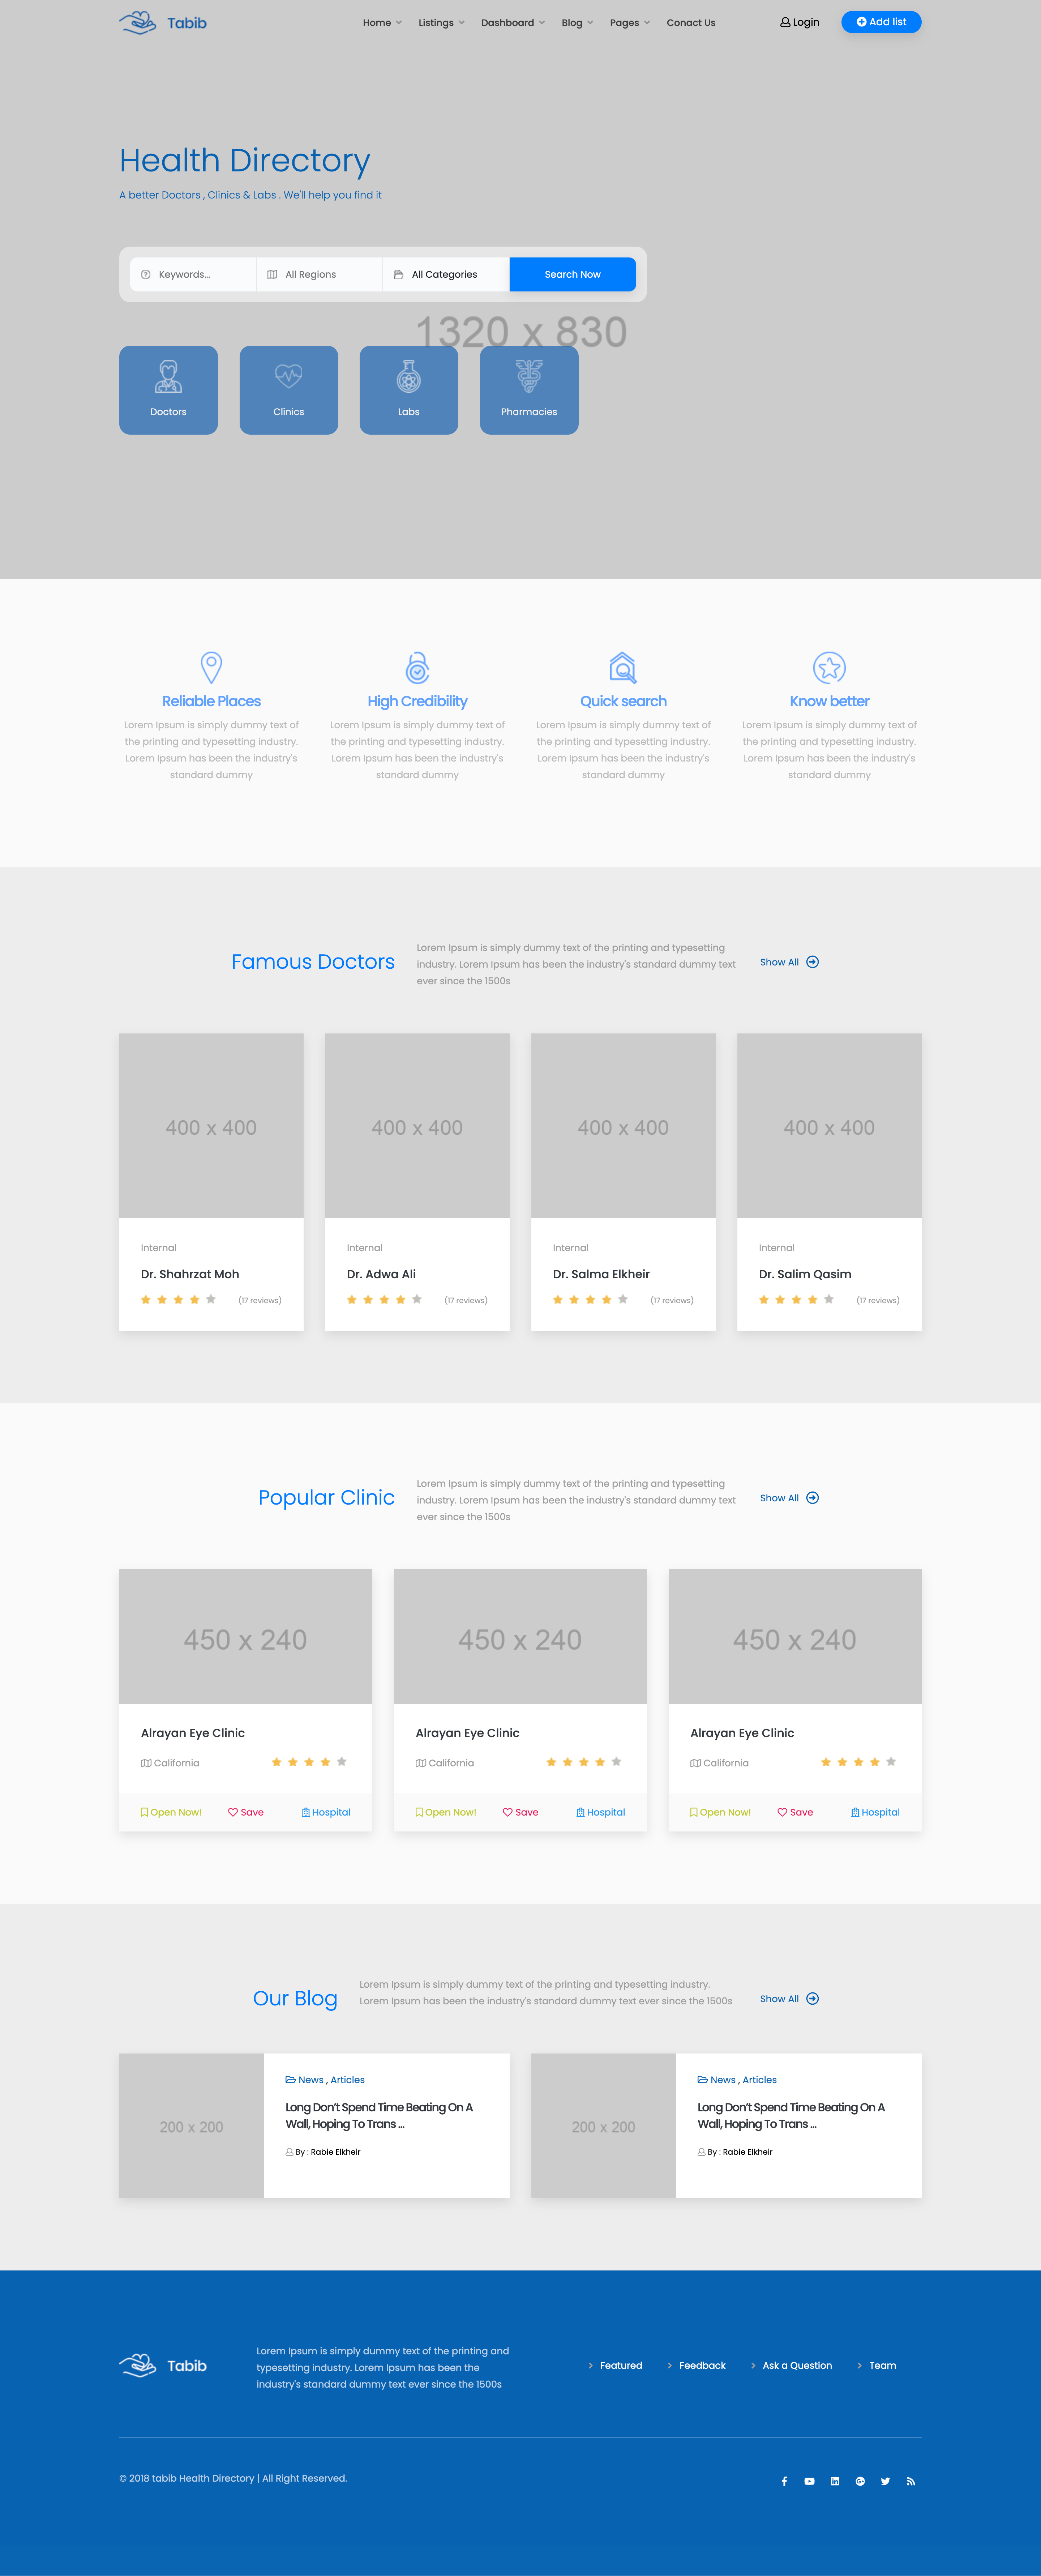 Tabib
Home Listings Dashboard Blog Pages Conact Us
Login
Add list
Health Directory
A better Doctors , Clinics & Labs . We'll help you find it
Keywords... All Regions All Categories Search Now
1320 x 830
Doctors Clinics Labs Pharmacies
Reliable Places
Lorem Ipsum is simply dummy text of
the printing and typesetting industry.
Lorem Ipsum has been the industry's
standard dummy
High Credibility
Lorem Ipsum is simply dummy text of
the printing and typesetting industry.
Lorem Ipsum has been the industry's
standard dummy
Quick search
Lorem Ipsum is simply dummy text of
the printing and typesetting industry.
Lorem Ipsum has been the industry's
standard dummy
Know better
Lorem Ipsum is simply dummy text of
the printing and typesetting industry.
Lorem Ipsum has been the industry's
standard dummy
Famous Doctors
Lorem Ipsum is simply dummy text of the printing and typesetting
industry. Lorem Ipsum has been the industry's standard dummy text
ever since the 1500s
Show All
400 x 400
Internal
Dr. Shahrzat Moh
(17 reviews)
400 x 400
Internal
Dr. Adwa Ali
(17 reviews)
400 x 400
Internal
Dr. Salma Elkheir
(17 reviews)
400 x 400
Internal
Dr. Salim Qasim
(17 reviews)
Popular Clinic
Lorem Ipsum is simply dummy text of the printing and typesetting
industry. Lorem Ipsum has been the industry's standard dummy text
ever since the 1500s
Show All
450 x 240
Alrayan Eye Clinic
California
Open Now! Save Hospital
450 x 240
Alrayan Eye Clinic
California
Open Now! Save Hospital
450 x 240
Alrayan Eye Clinic
California
Open Now! Save Hospital
Our Blog
Lorem Ipsum is simply dummy text of the printing and typesetting industry.
Lorem Ipsum has been the industry's standard dummy text ever since the 1500s
Show All
200 x 200
News , Articles
Long Don’t Spend Time Beating On A
Wall, Hoping To Trans ...
By : Rabie Elkheir
200 x 200
News , Articles
Long Don’t Spend Time Beating On A
Wall, Hoping To Trans ...
By : Rabie Elkheir
Tabib
Lorem Ipsum is simply dummy text of the printing and
typesetting industry. Lorem Ipsum has been the
industry's standard dummy text ever since the 1500s
Featured Feedback Ask a Question Team
© 2018 tabib Health Directory | All Right Reserved.